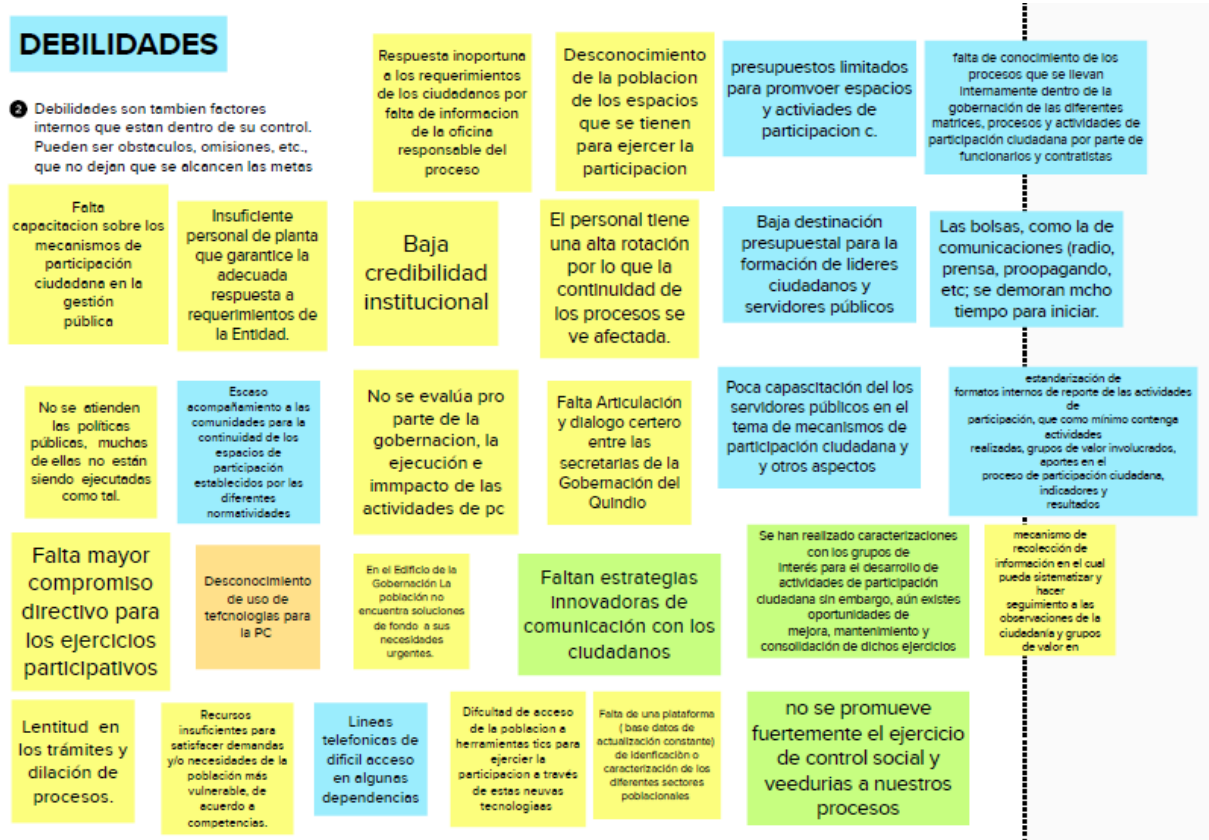 DEBILIDADES
2 Debilidades son tambien factores
internos que estan dentro de su control.
Pueden ser obstaculos, omisiones, etc.,
que no dejan que se alcancen las metas
Respuesta inoportuna
a los requerimientos
de los ciudadanos por
falta de informacion
de la oficina
responsable del
proceso
Desconocimiento
de la poblacion
de los espacios
que se tienen
para ejercer la
participacion
presupuestos limitados
para promvoer espacios
y activiades de
participacion c.
falta de conocimiento de los
procesos que se llevan
internamente dentro de la
gobernación de las diferentes
matrices, procesos y actividades de
participación ciudadana por parte de
funcionarios y contratistas
Falta
capacitacion sobre los
mecanismos de
participación
ciudadana en la
gestión
pública
Insuficiente
personal de planta
que garantice la
adecuada
respuesta a
requerimientos de
la Entidad.
Baja
credibilidad
institucional
El personal tiene
una alta rotación
por lo que la
continuidad de
los procesos se
ve afectada.
Baja destinación
presupuestal para la
formación de lideres
ciudadanos y
servidores públicos
Las bolsas, como la de
comunicaciones (radio,
prensa, proopagando,
etc; se demoran mcho
tiempo para iniciar.
No se atienden
las políticas
públicas, muchas
de ellas no están
siendo ejecutadas
como tal.
Escaso
acompañamiento a las
comunidades para la
continuidad de los
espacios de
participación
establecidos por las
diferentes
normatividades
No se evalúa pro
parte de la
gobernacion, la
ejecución e
immpacto de las
actividades de pc
Falta Articulación
y dialogo certero
entre las
secretarias de la
Gobernación del
Quindio
Poca capascitación del los
servidores públicos en el
tema de mecanismos de
participación ciudadana y
y otros aspectos
estandarización de
formatos internos de reporte de las actividades
de
participación, que como mínimo contenga
actividades
realizadas, grupos de valor involucrados,
aportes en el
proceso de participación ciudadana,
indicadores y
resultados
Falta mayor
compromiso
directivo para
los ejercicios
participativos
Desconocimiento
de uso de
tefcnologias para
la PC
En el Edificio de la
Gobernación La
población no
encuentra soluciones
de fondo a sus
necesidades
urgentes.
Faltan estrategias
innovadoras de
comunicación con los
ciudadanos
Se han realizado caracterizaciones
con los grupos de
interés para el desarrollo de
actividades de participación
ciudadana sin embargo, aún existes
oportunidades de
mejora, mantenimiento y
consolidación de dichos ejercicios
mecanismo de
recolección de
información en el cual
pueda sistematizar y
hacer
seguimiento a las
observaciones de la
ciudadanía y grupos
de valor en
Lentitud en
los trámites y
dilación de
procesos.
Recursos
insuficientes para
satisfacer demandas
y/o necesidades de la
población más
vulnerable, de
acuerdo a
competencias.
Lineas
telefonicas de
dificil acceso
en algunas
dependencias
Difcultad de acceso
de la poblacion a
herramientas tics para
ejercier la
participacion a través
de estas neuvas
tecnologiaas
Falta de una plataforma
( base datos de
actualización constante)
de idenficaciòn o
caracterización de los
diferentes sectores
poblacionales
no se promueve
fuertemente el ejercicio
de control social y
veedurias a nuestros
procesos